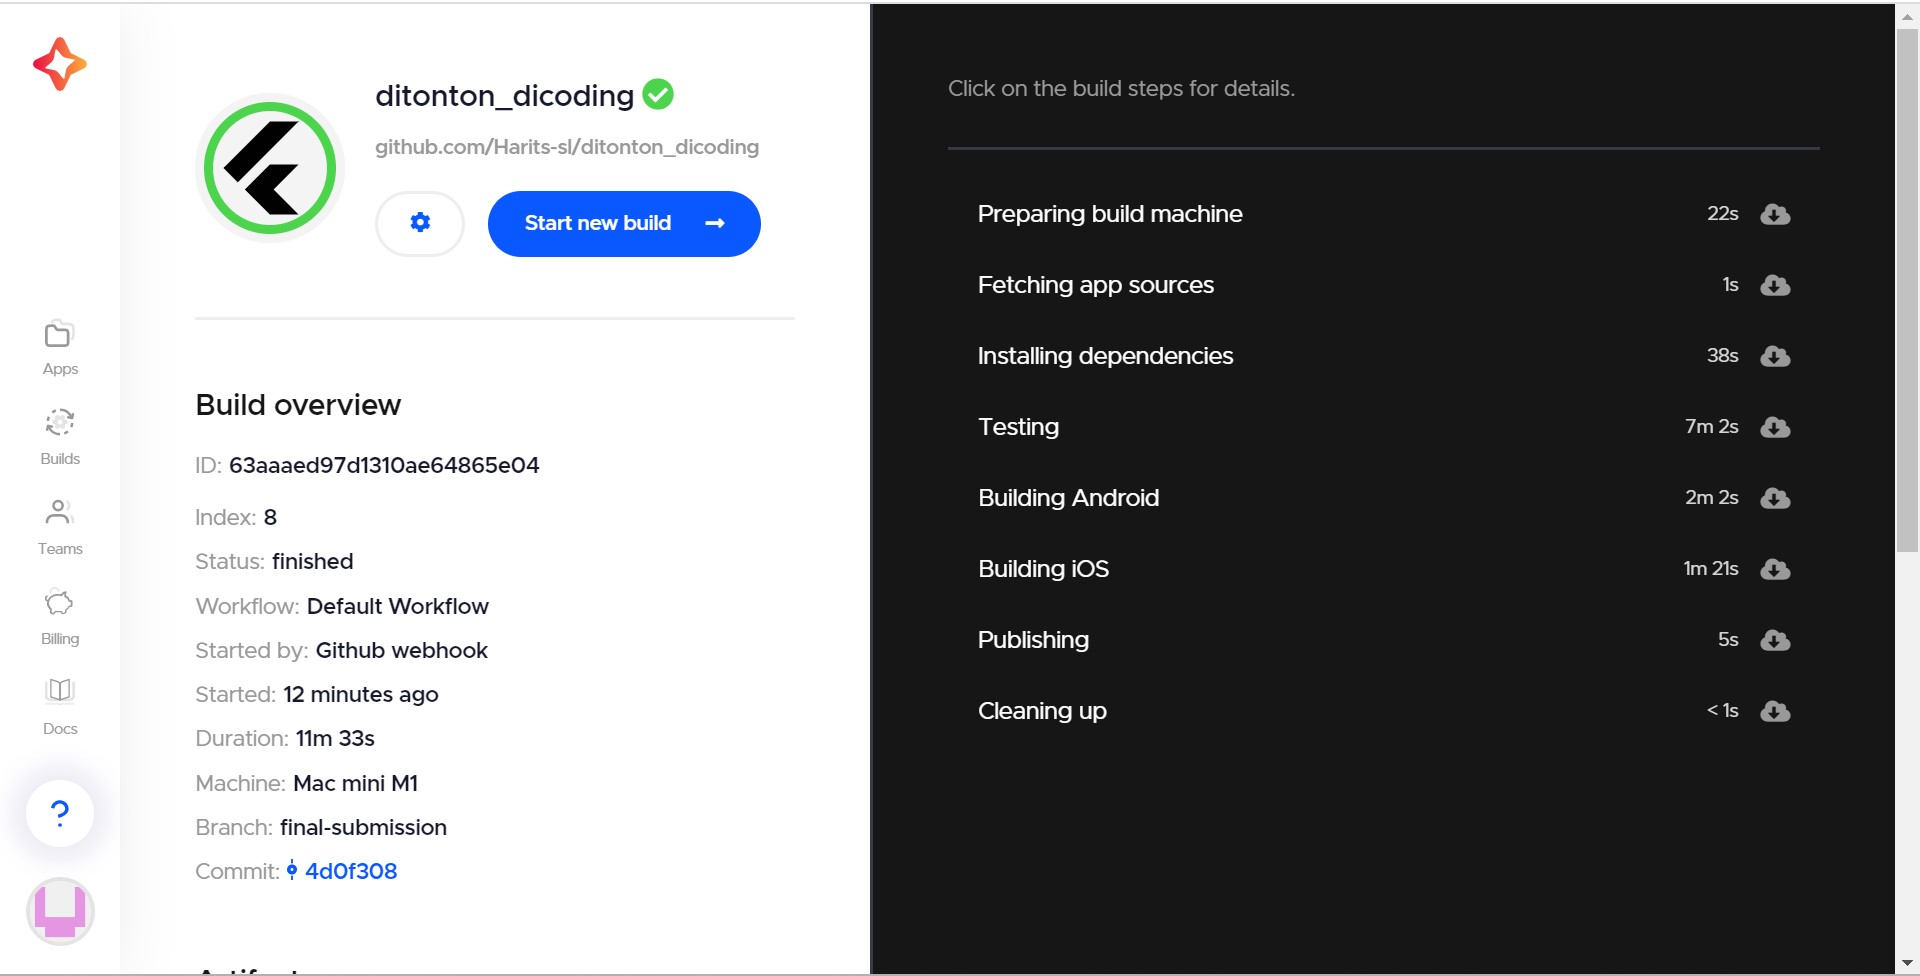 ditonton_dicoding
github.com/Harits-sl/ditonton_dicoding
Start new build
Apps
Builds
Teams
Billing
Docs
?
Build overview
ID: 63aaaed97d1310ae64865e04
Index: 8
Status: finished
Workflow: Default Workflow
Started by: Github webhook
Started: 12 minutes ago
Duration: 11m 33s
Machine: Mac mini M1
Branch: final-submission
Commit: 4d0f308
Click on the build steps for details.
Preparing build machine 22s
Fetching app sources 1s
Installing dependencies 38s
Testing 7m 2s
Building Android 2m 2s
Building iOS 1m 21s
Publishing 5s
Cleaning up < 1s